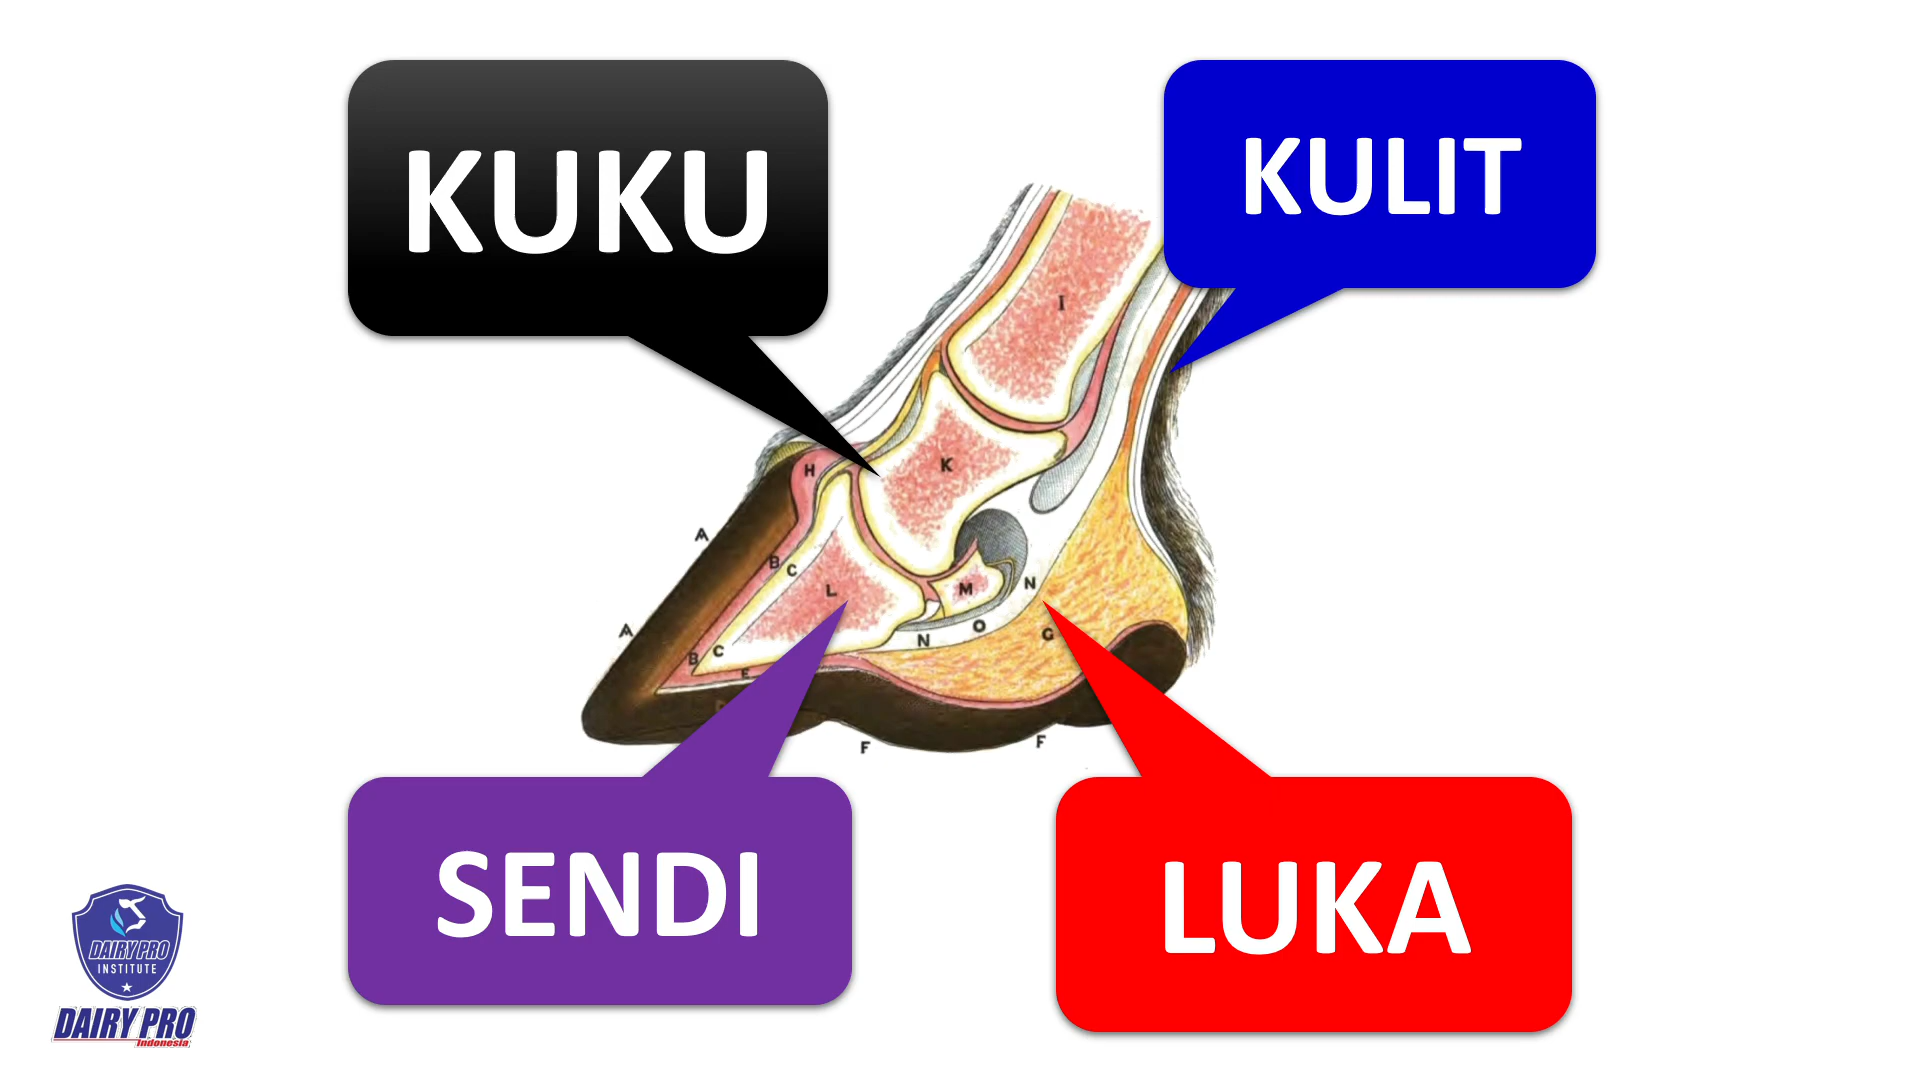 KUKU
KULIT
I
K
H
A
B
C
L
M
N
A
O
N
G
B
C
E
D
F
F
SENDI
LUKA
DAIRY PRO
INSTITUTE
DAIRY PRO
Indonesia